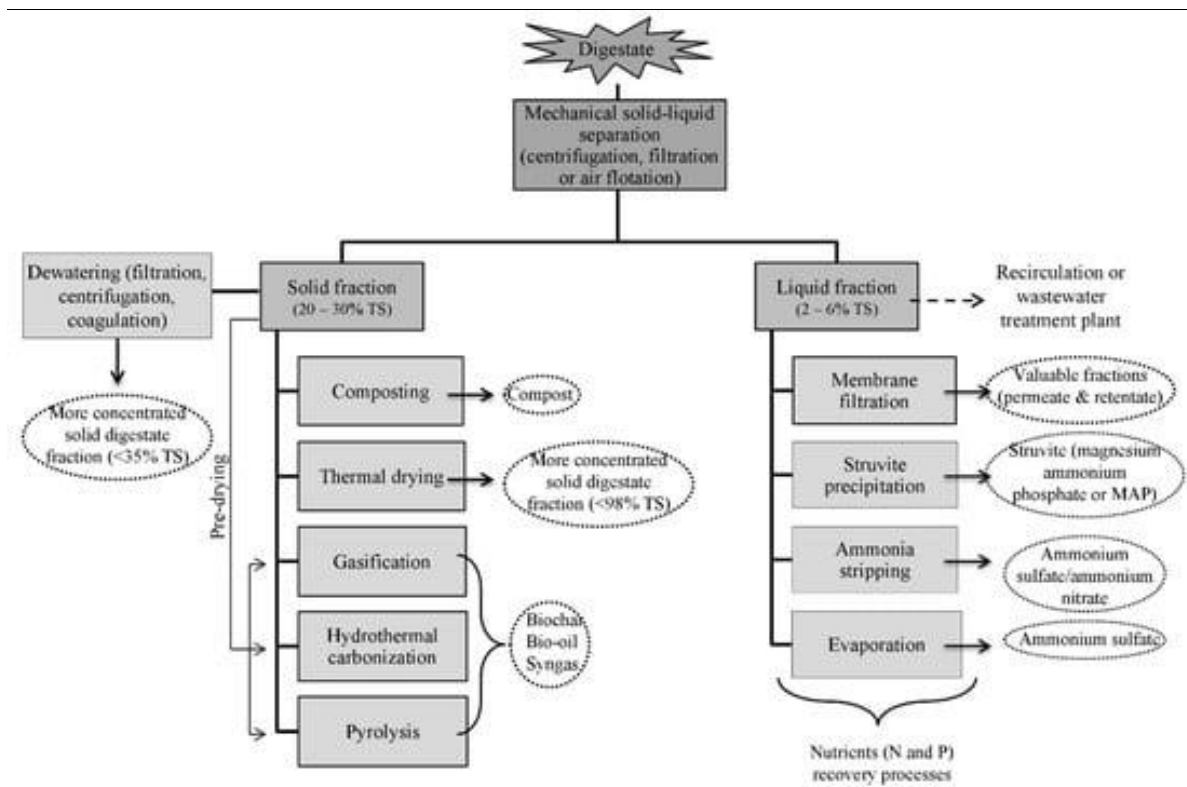 Digestate
Mechanical solid-liquid
separation
(centrifugation, filtration
or air flotation)
Dewatering (filtration,
centrifugation,
coagulation)
Solid fraction
(20 – 30% TS)
Liquid fraction
(2 – 6% TS)
Recirculation or
wastewater
treatment plant
More concentrated
solid digestate
fraction (<35% TS)
Pre-drying
Composting
Compost
Thermal drying
More concentrated
solid digestate
fraction (<98% TS)
Gasification
Hydrothermal
carbonization
Pyrolysis
Biochar
Bio-oil
Syngas
Membrane
filtration
Valuable fractions
(permeate & retentate)
Struvite
precipitation
Struvite (magnesium
ammonium
phosphate or MAP)
Ammonia
stripping
Ammonium
sulfate/ammonium
nitrate
Evaporation
Ammonium sulfate
Nutrients (N and P)
recovery processes